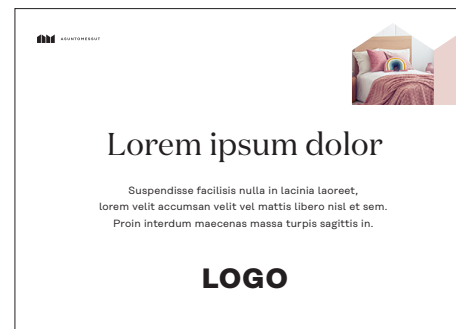 ASUNTOMESSUT
Lorem ipsum dolor
Suspendisse facilisis nulla in lacinia laoreet,
lorem velit accumsan velit vel mattis libero nisl et sem.
Proin interdum maecenas massa turpis sagittis in.
LOGO